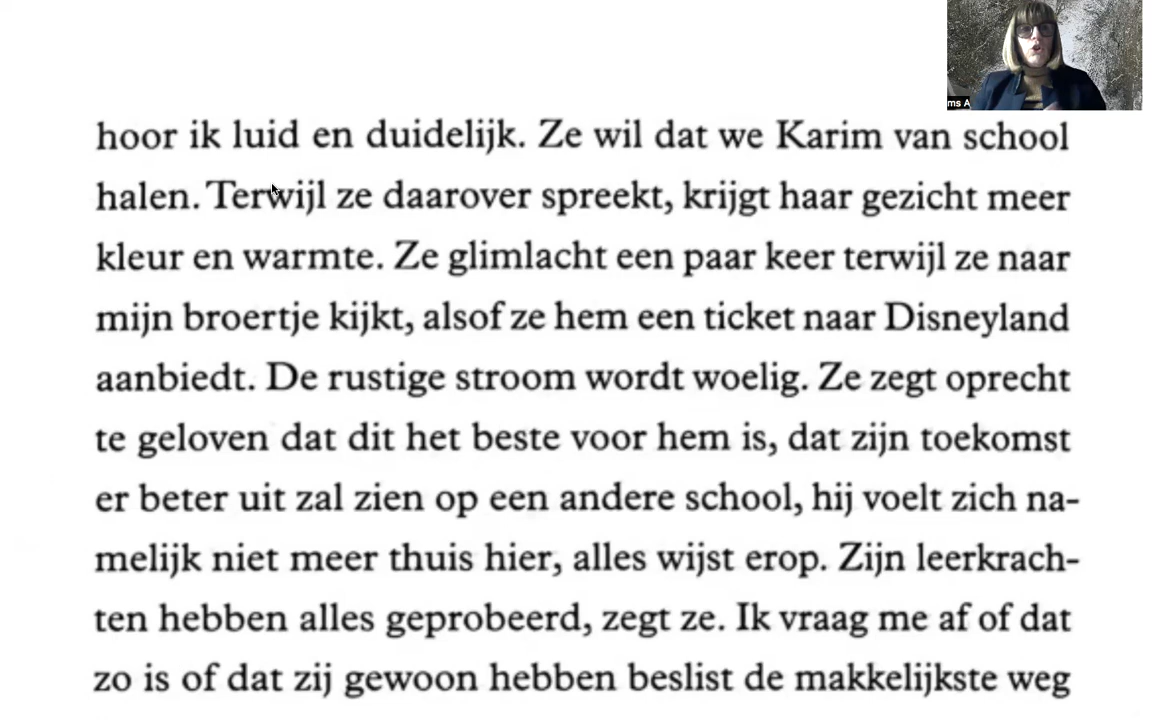 ms A
hoor ik luid en duidelijk. Ze wil dat we Karim van school
halen. Terwijl ze daarover spreekt, krijgt haar gezicht meer
kleur en warmte. Ze glimlacht een paar keer terwijl ze naar
mijn broertje kijkt, alsof ze hem een ticket naar Disneyland
aanbiedt. De rustige stroom wordt woelig. Ze zegt oprecht
te geloven dat dit het beste voor hem is, dat zijn toekomst
er beter uit zal zien op een andere school, hij voelt zich na-
melijk niet meer thuis hier, alles wijst erop. Zijn leerkrach-
ten hebben alles geprobeerd, zegt ze. Ik vraag me af of dat
zo is of dat zij gewoon hebben beslist de makkelijkste weg